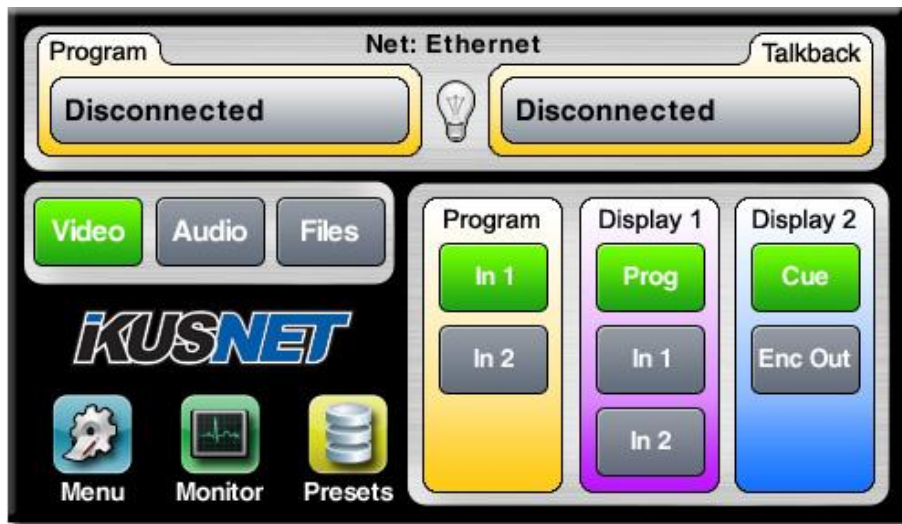 Program
Net: Ethernet
Talkback
Disconnected
Disconnected
Video
Audio
Files
iKUSNET
Menu
Monitor
Presets
Program
In 1
In 2
Display 1
Prog
In 1
In 2
Display 2
Cue
Enc Out